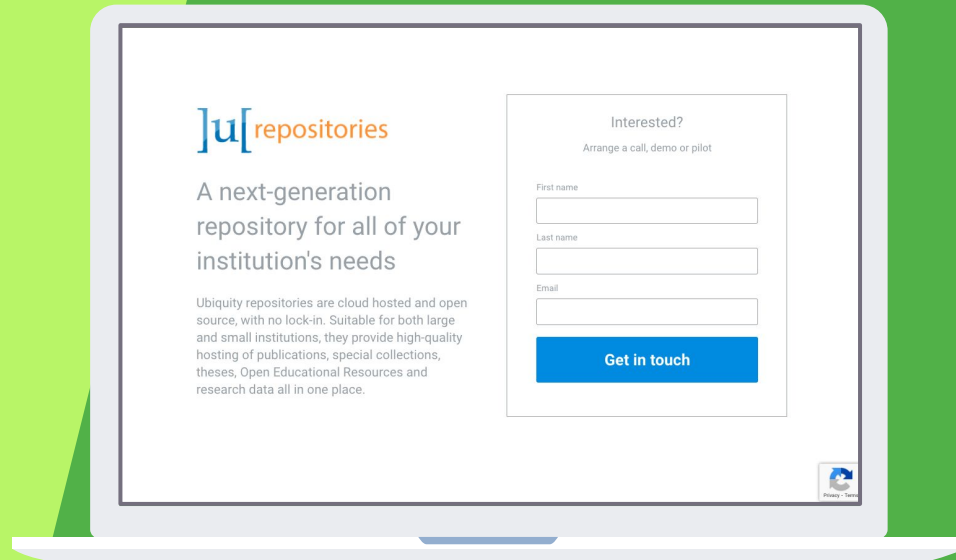 ]u[ repositories
A next-generation
repository for all of your
institution's needs
Ubiquity repositories are cloud hosted and open
source, with no lock-in. Suitable for both large
and small institutions, they provide high-quality
hosting of publications, special collections,
theses, Open Educational Resources and
research data all in one place.
Interested?
Arrange a call, demo or pilot
First name
Last name
Email
Get in touch
Privacy - Terms